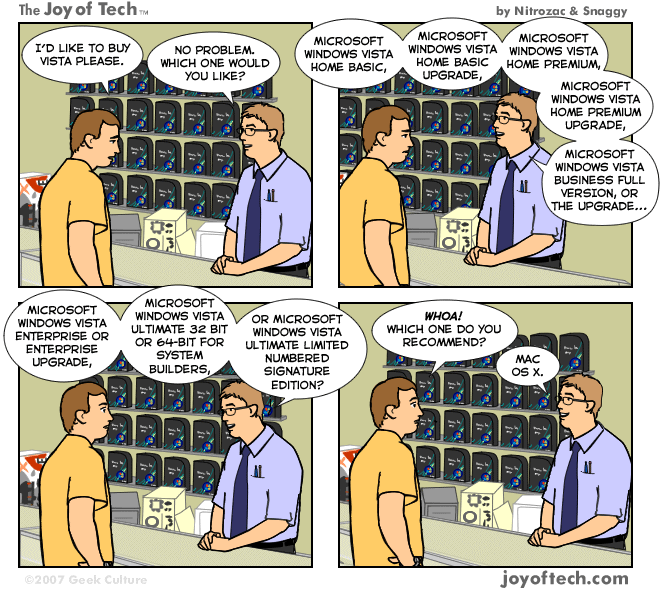 The Joy of Tech™
by Nitrozac & Snaggy
I'D LIKE TO BUY
VISTA PLEASE.
NO PROBLEM.
WHICH ONE WOULD
YOU LIKE?
MICROSOFT
WINDOWS VISTA
HOME BASIC,
MICROSOFT
WINDOWS VISTA
HOME BASIC
UPGRADE,
MICROSOFT
WINDOWS VISTA
HOME PREMIUM,
MICROSOFT
WINDOWS VISTA
HOME PREMIUM
UPGRADE,
MICROSOFT
WINDOWS VISTA
BUSINESS FULL
VERSION, OR
THE UPGRADE...
MICROSOFT
WINDOWS VISTA
ENTERPRISE OR
ENTERPRISE
UPGRADE,
MICROSOFT
WINDOWS VISTA
ULTIMATE 32 BIT
OR 64-BIT FOR
SYSTEM
BUILDERS,
OR MICROSOFT
WINDOWS VISTA
ULTIMATE LIMITED
NUMBERED
SIGNATURE
EDITION?
WHOA!
WHICH ONE DO YOU
RECOMMEND?
MAC
OS X.
©2007 Geek Culture
joyoftech.com